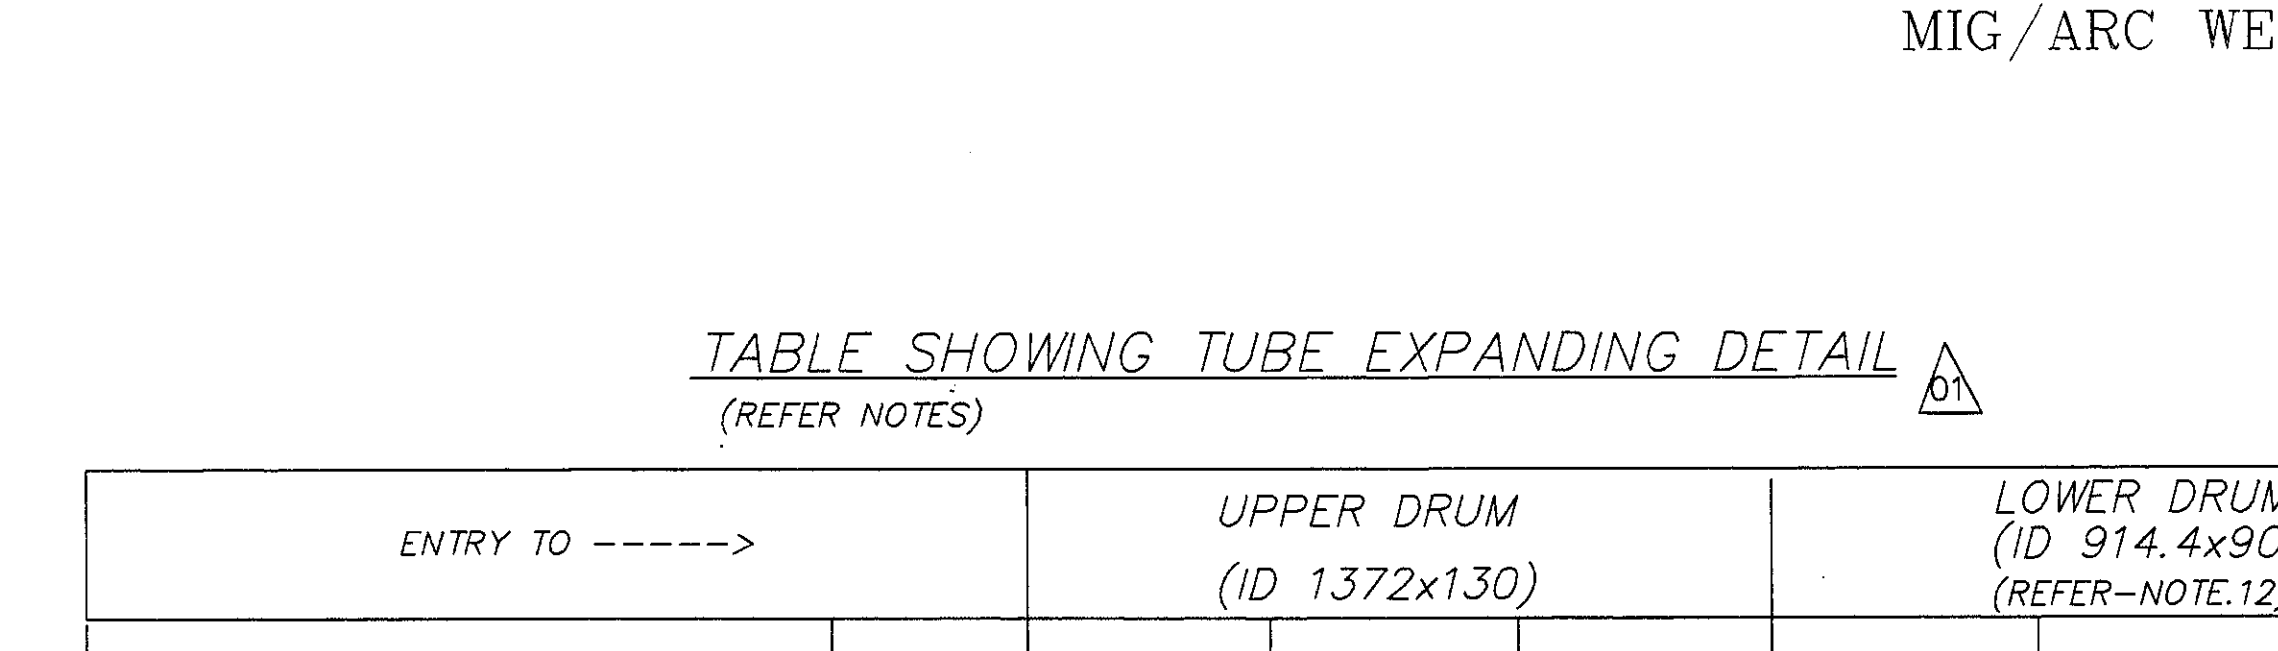 MIG/ARC WE
TABLE SHOWING TUBE EXPANDING DETAIL
01
(REFER NOTES)
ENTRY TO ----->
UPPER DRUM
(ID 1372x130)
LOWER DRUM
(ID 914.4x90
(REFER-NOTE.12)